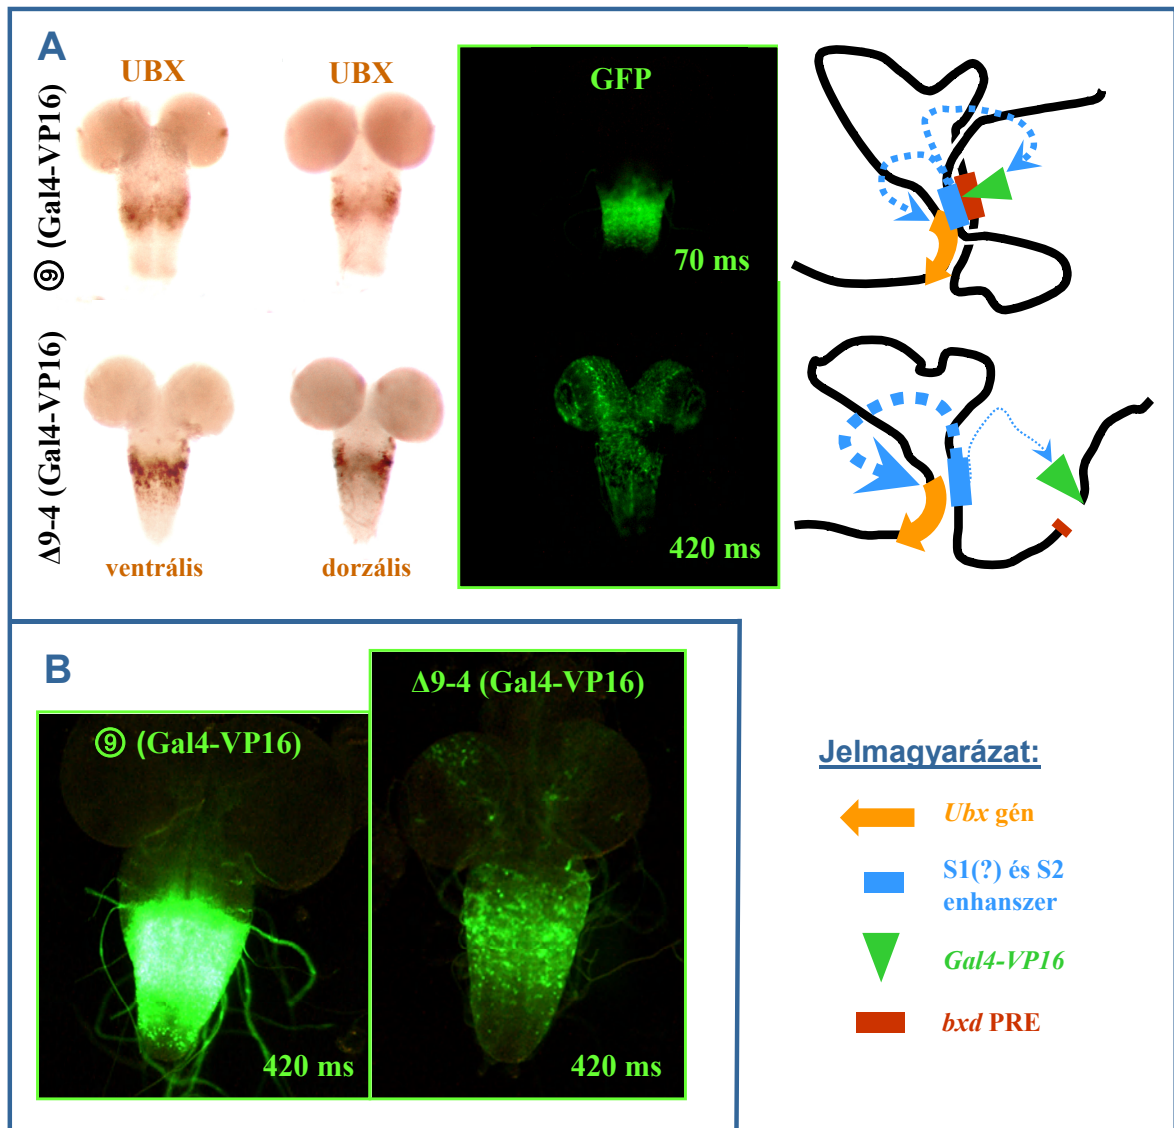 A
UBX
UBX
GFP
⑨ (Gal4-VP16)
70 ms
Δ9-4 (Gal4-VP16)
420 ms
ventrális
dorzális
B
⑨ (Gal4-VP16)
420 ms
Δ9-4 (Gal4-VP16)
420 ms
Jelmagyarázat:
Ubx gén
S1(?) és S2
enhanszer
Gal4-VP16
bxd PRE